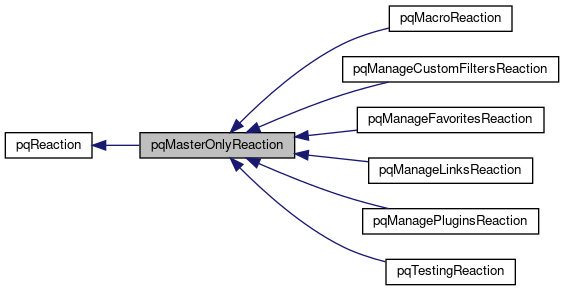 pqMacroReaction
pqManageCustomFiltersReaction
pqManageFavoritesReaction
pqReaction
pqMasterOnlyReaction
pqManageLinksReaction
pqManagePluginsReaction
pqTestingReaction